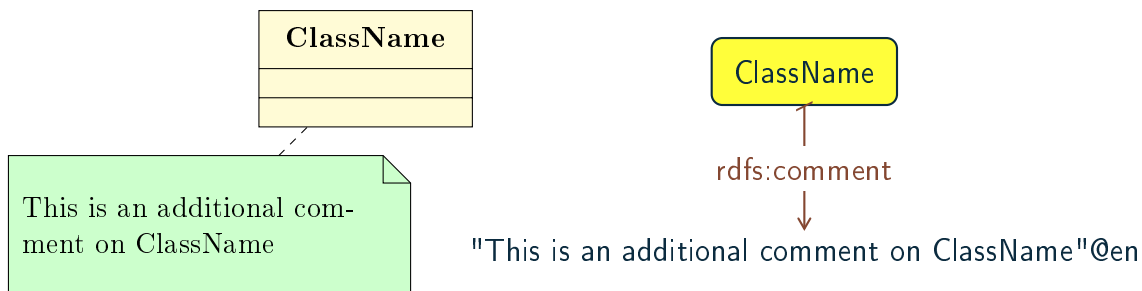 ClassName
This is an additional com-
ment on ClassName
ClassName
rdfs:comment
"This is an additional comment on ClassName"@en